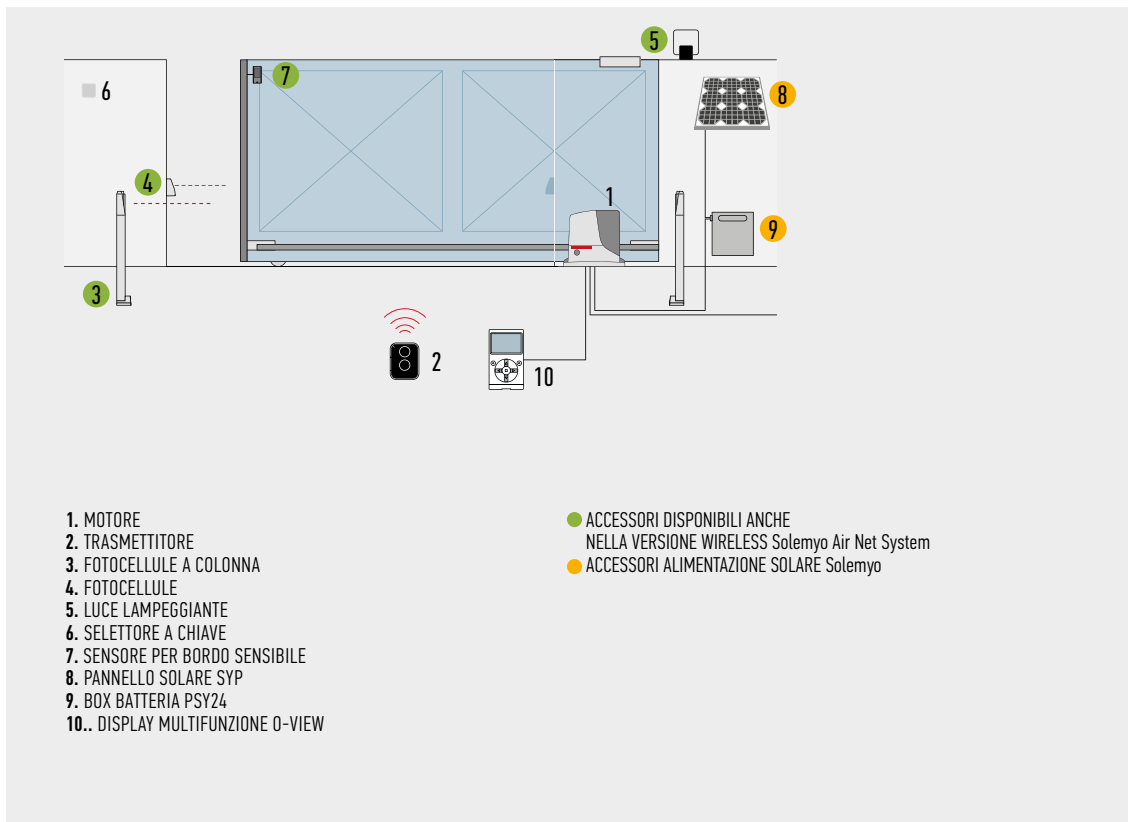 5
7
6
8
4
1
9
3
2
10
1. MOTORE
2. TRASMETTITORE
3. FOTOCELLULE A COLONNA
4. FOTOCELLULE
5. LUCE LAMPEGGIANTE
6. SELETTORE A CHIAVE
7. SENSORE PER BORDO SENSIBILE
8. PANNELLO SOLARE SYP
9. BOX BATTERIA PSY24
10.. DISPLAY MULTIFUNZIONE O-VIEW
ACCESSORI DISPONIBILI ANCHE
NELLA VERSIONE WIRELESS Solemyo Air Net System
ACCESSORI ALIMENTAZIONE SOLARE Solemyo